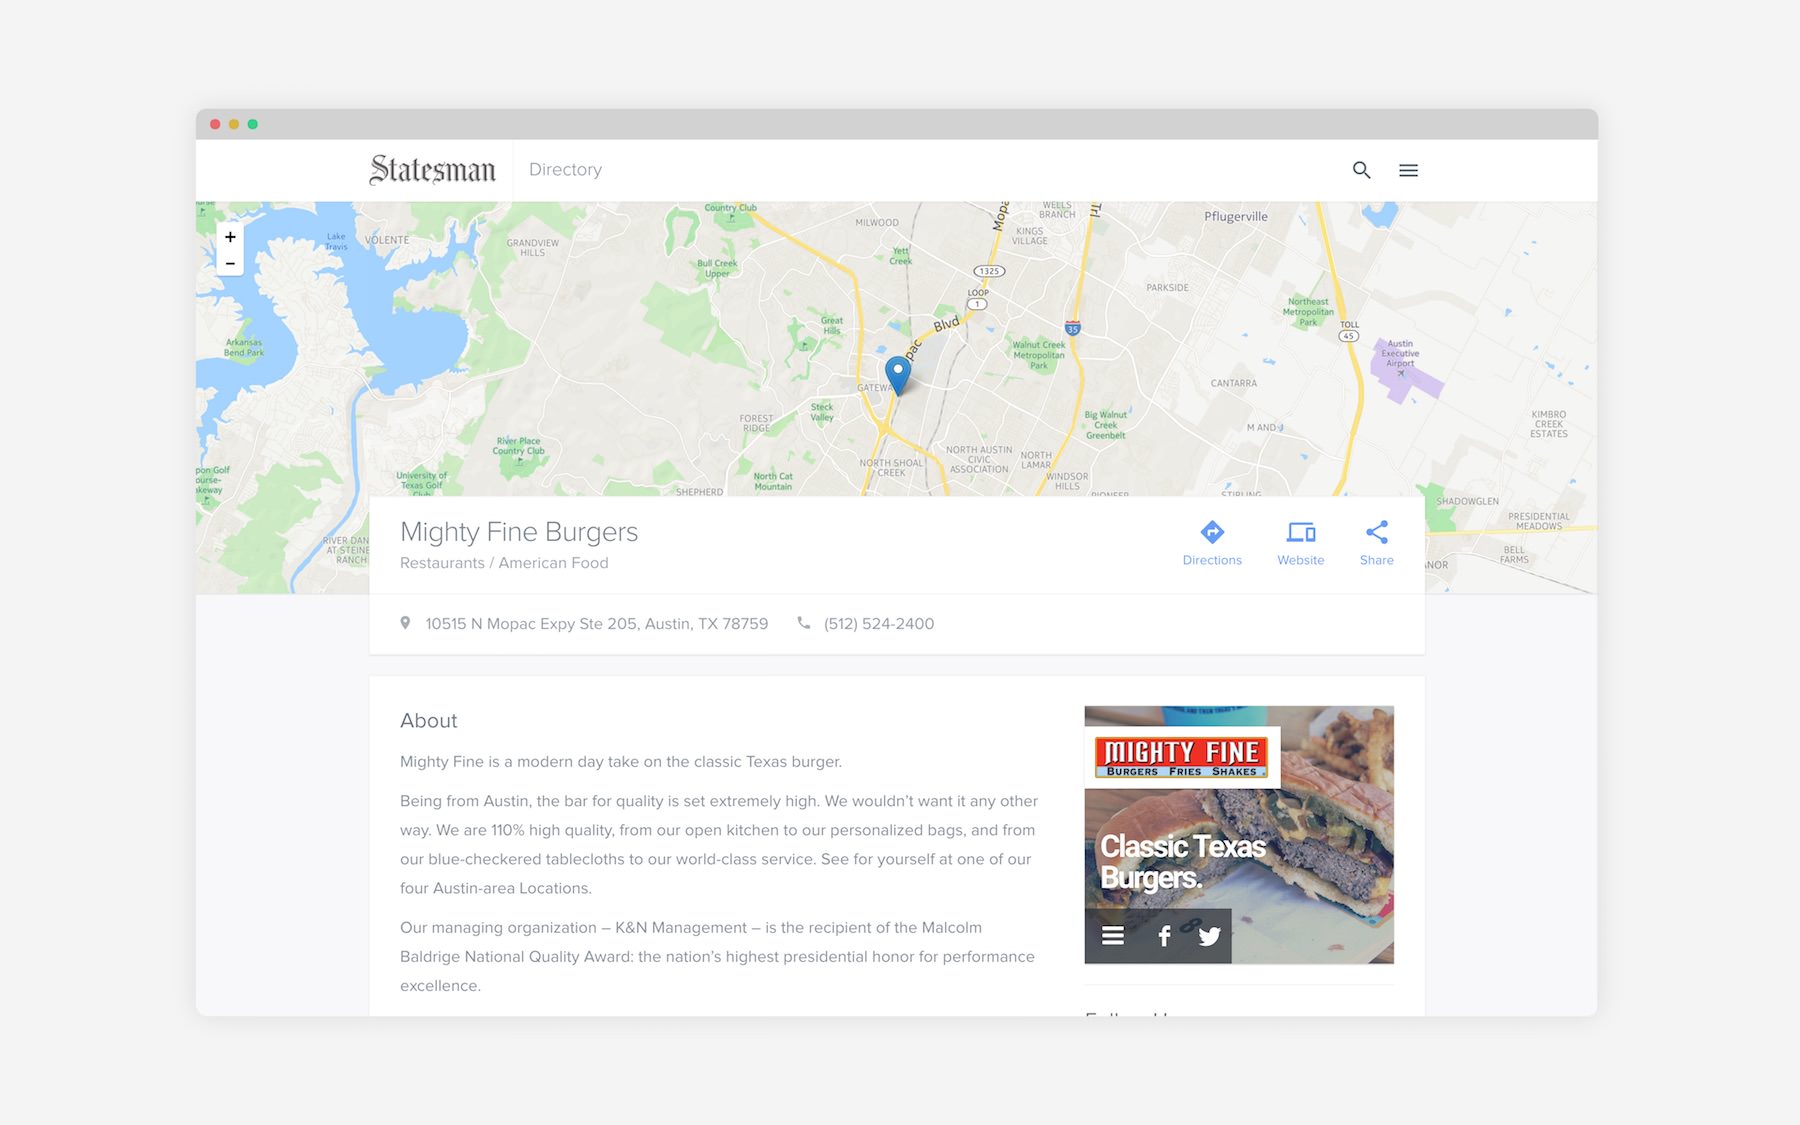 Statesman
Directory
+
−
Lake
Travis
VOLENTE
GRANDVIEW
HILLS
Country Club
Bull Creek
Upper
MILWOOD
Yett
Creek
WELLS
BRANCH
KINGS
VILLAGE
Pflugerville
1325
LOOP
1
Blvd
35
PARKSIDE
Northeast
Metropolitan
Park
TOLL
45
Austin
Executive
Airport
Arkansas
Bend Park
Great
Hills
Walnut Creek
Metropolitan
Park
CANTARRA
FOREST
RIDGE
Steck
Valley
Big Walnut
Creek
Greenbelt
M AND J
KIMBRO
CREEK
ESTATES
River Place
Country Club
University of
Texas Golf
Club
North Cat
Mountain
NORTH SHOAL
CREEK
NORTH AUSTIN
CIVIC
ASSOCIATION
NORTH
LAMAR
WINDSOR
HILLS
SHEPHERD
PIONEER
STIRLING
SHADOWGLEN
PRESIDENTIAL
MEADOWS
BELL
FARMS
Mighty Fine Burgers
Restaurants / American Food
Directions
Website
Share
10515 N Mopac Expy Ste 205, Austin, TX 78759
(512) 524-2400
About
Mighty Fine is a modern day take on the classic Texas burger.
Being from Austin, the bar for quality is set extremely high. We wouldn’t want it any other
way. We are 110% high quality, from our open kitchen to our personalized bags, and from
our blue-checkered tablecloths to our world-class service. See for yourself at one of our
four Austin-area Locations.
Our managing organization – K&N Management – is the recipient of the Malcolm
Baldrige National Quality Award: the nation’s highest presidential honor for performance
excellence.
MIGHTY FINE
BURGERS FRIES SHAKES
Classic Texas
Burgers.